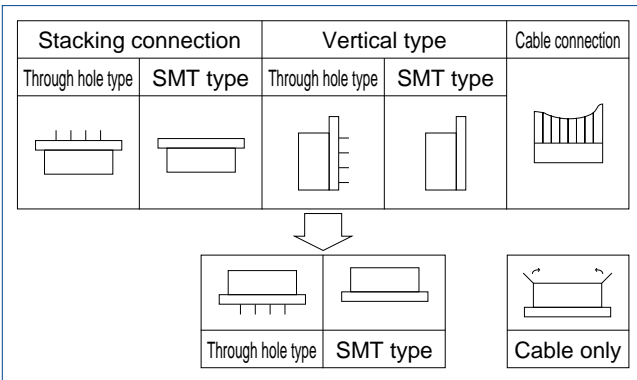 Stacking connection Vertical type Cable connection
Through hole type SMT type Through hole type SMT type
Through hole type SMT type Cable only